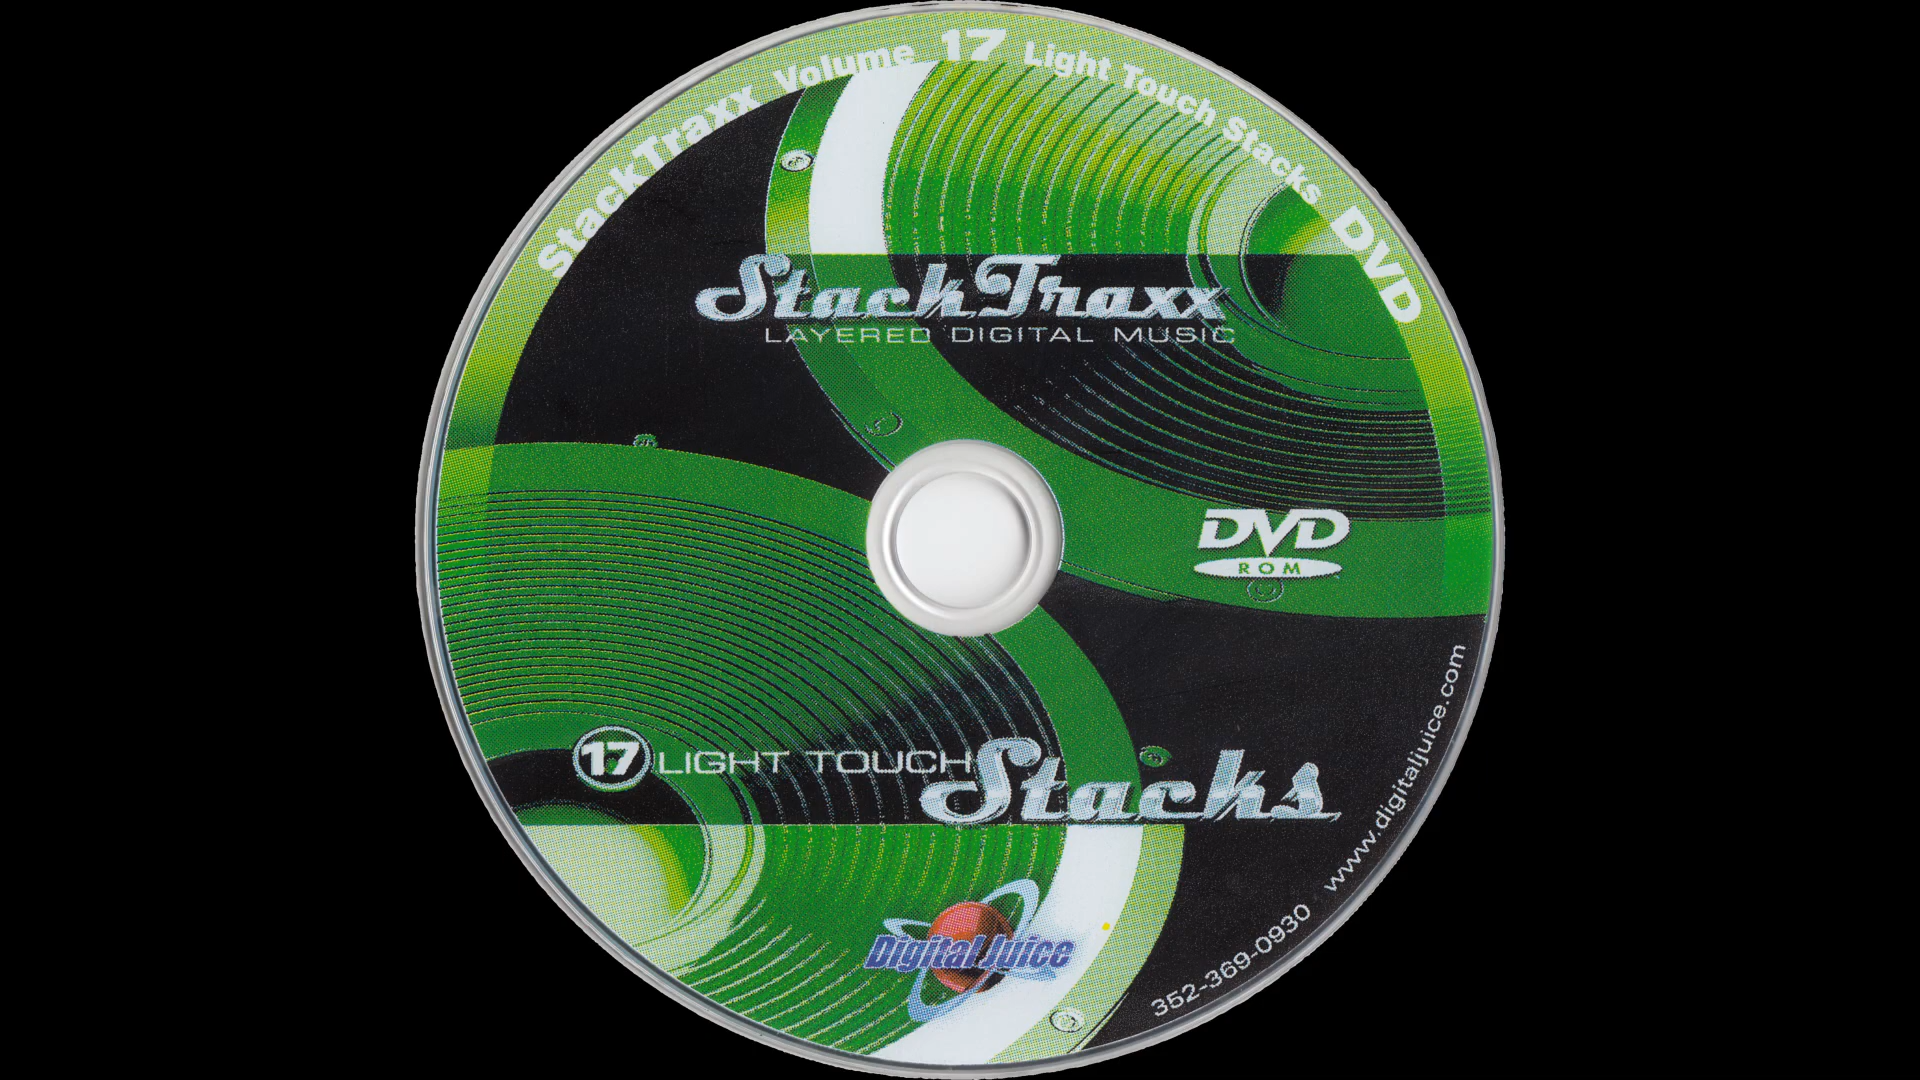 StackTraxx Volume 17 Light Touch Stacks DVD
StackTraxx
LAYERED DIGITAL MUSIC
DVD
ROM
17 LIGHT TOUCH Stacks
Digital Juice
www.digitaljuice.com
352-369-0930